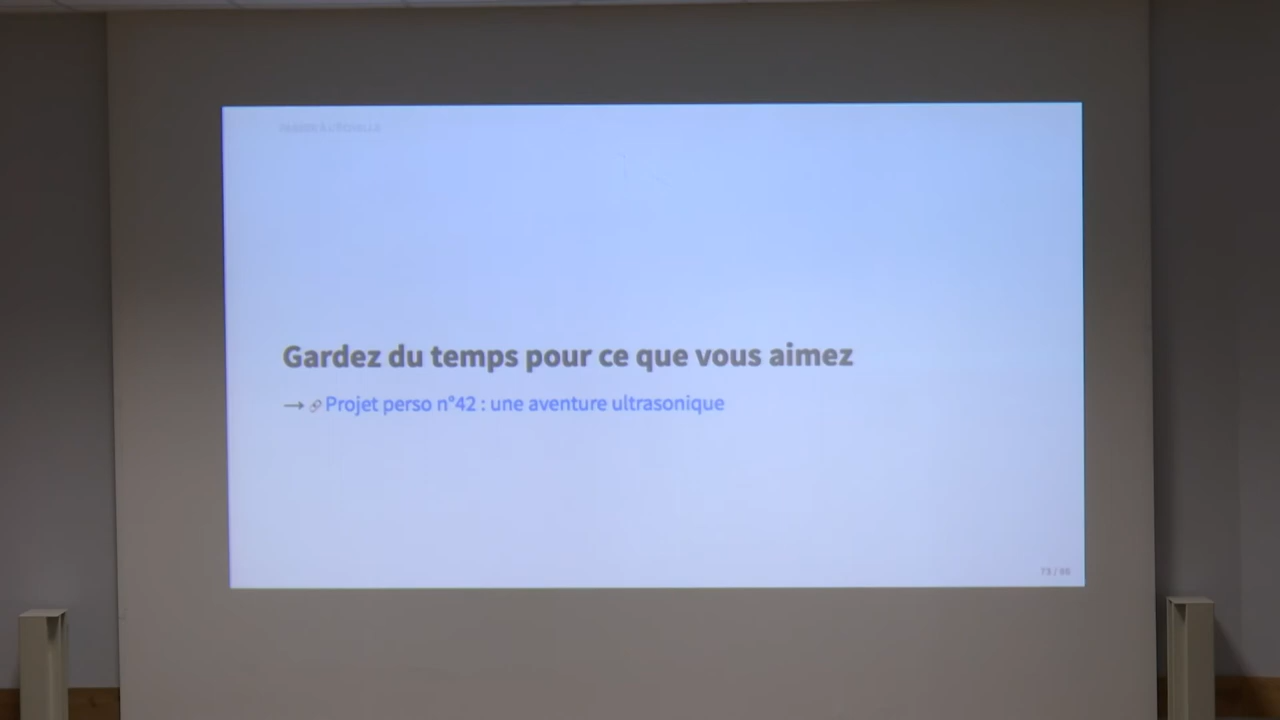 Gardez du temps pour ce que vous aimez
→ 🔗 Projet perso n°42 : une aventure ultrasonique